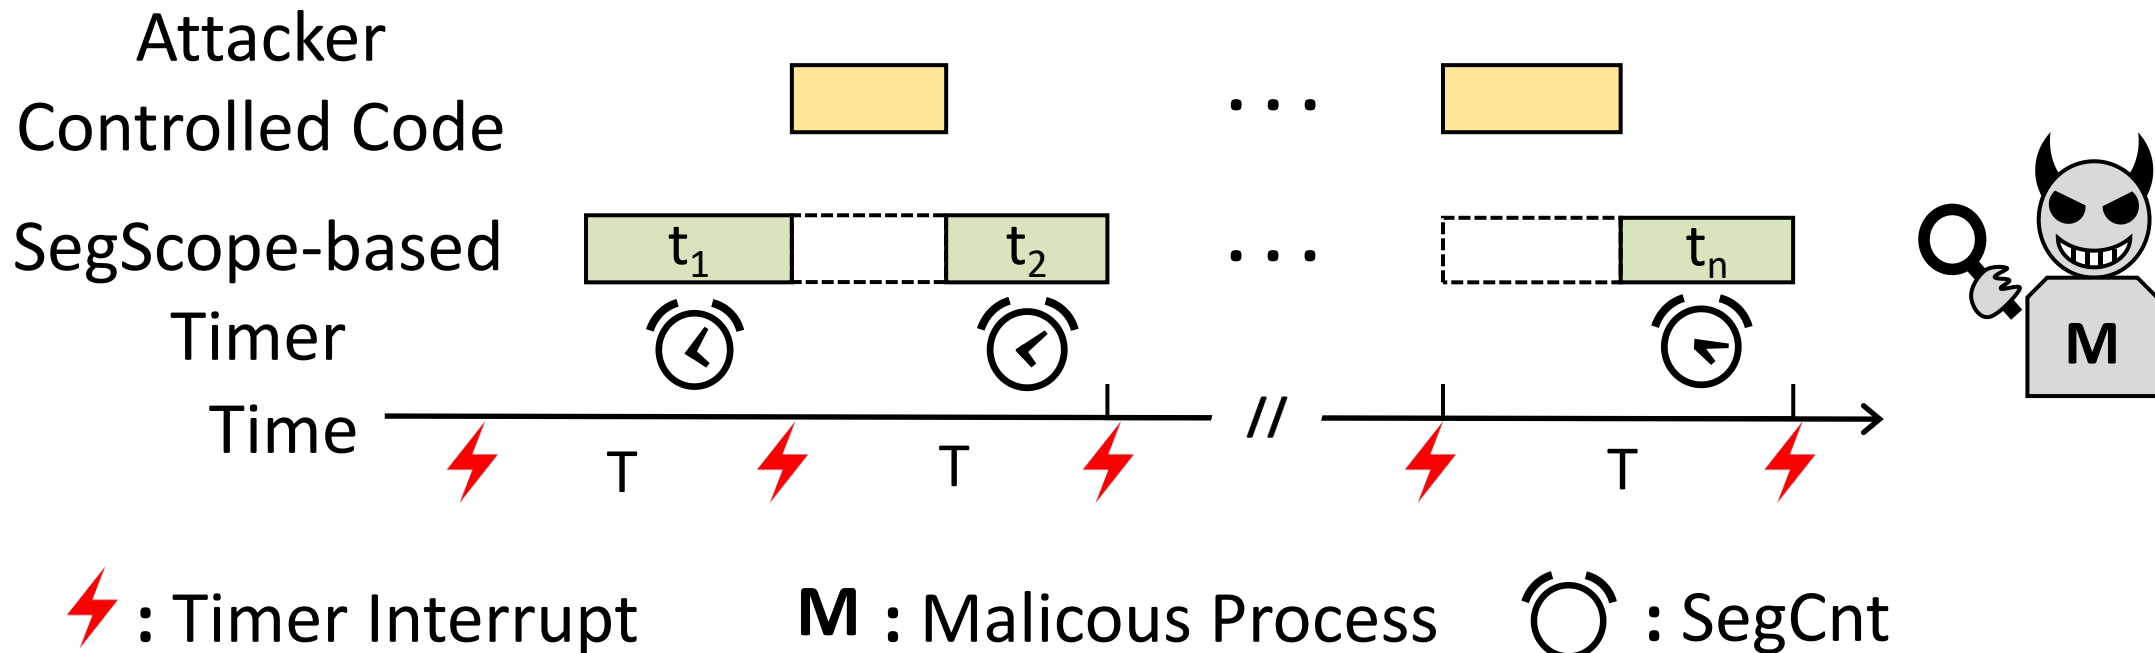 Attacker
Controlled Code
. . .
SegScope-based
t₁
t₂
. . .
tₙ
Timer
M
Time
//
T
T
T
: Timer Interrupt
M : Malicous Process
: SegCnt